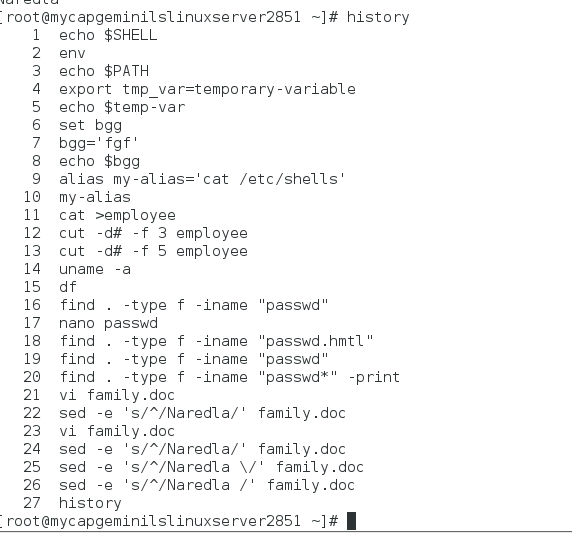 Naredla
[root@mycapgeminilslinuxserver2851 ~]# history
1 echo $SHELL
2 env
3 echo $PATH
4 export tmp_var=temporary-variable
5 echo $temp-var
6 set bgg
7 bgg='fgf'
8 echo $bgg
9 alias my-alias='cat /etc/shells'
10 my-alias
11 cat >employee
12 cut -d# -f 3 employee
13 cut -d# -f 5 employee
14 uname -a
15 df
16 find . -type f -iname "passwd"
17 nano passwd
18 find . -type f -iname "passwd.hmtl"
19 find . -type f -iname "passwd"
20 find . -type f -iname "passwd*" -print
21 vi family.doc
22 sed -e 's/^/Naredla/' family.doc
23 vi family.doc
24 sed -e 's/^/Naredla/' family.doc
25 sed -e 's/^/Naredla \/' family.doc
26 sed -e 's/^/Naredla /' family.doc
27 history
[root@mycapgeminilslinuxserver2851 ~]#